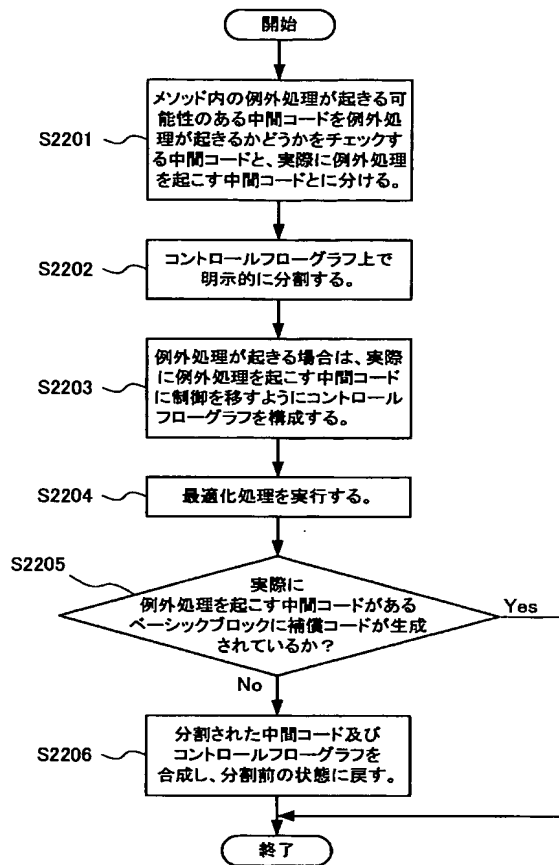 開始
S2201
メソッド内の例外処理が起きる可
能性のある中間コードを例外処
理が起きるかどうかをチェックす
る中間コードと、実際に例外処理
を起こす中間コードとに分ける。
S2202
コントロールフローグラフ上で
明示的に分割する。
S2203
例外処理が起きる場合は、実際
に例外処理を起こす中間コード
に制御を移すようにコントロール
フローグラフを構成する。
S2204
最適化処理を実行する。
S2205
実際に
例外処理を起こす中間コードがある
ベーシックブロックに補償コードが生成
されているか?
Yes
No
S2206
分割された中間コード及び
コントロールフローグラフを
合成し、分割前の状態に戻す。
終了